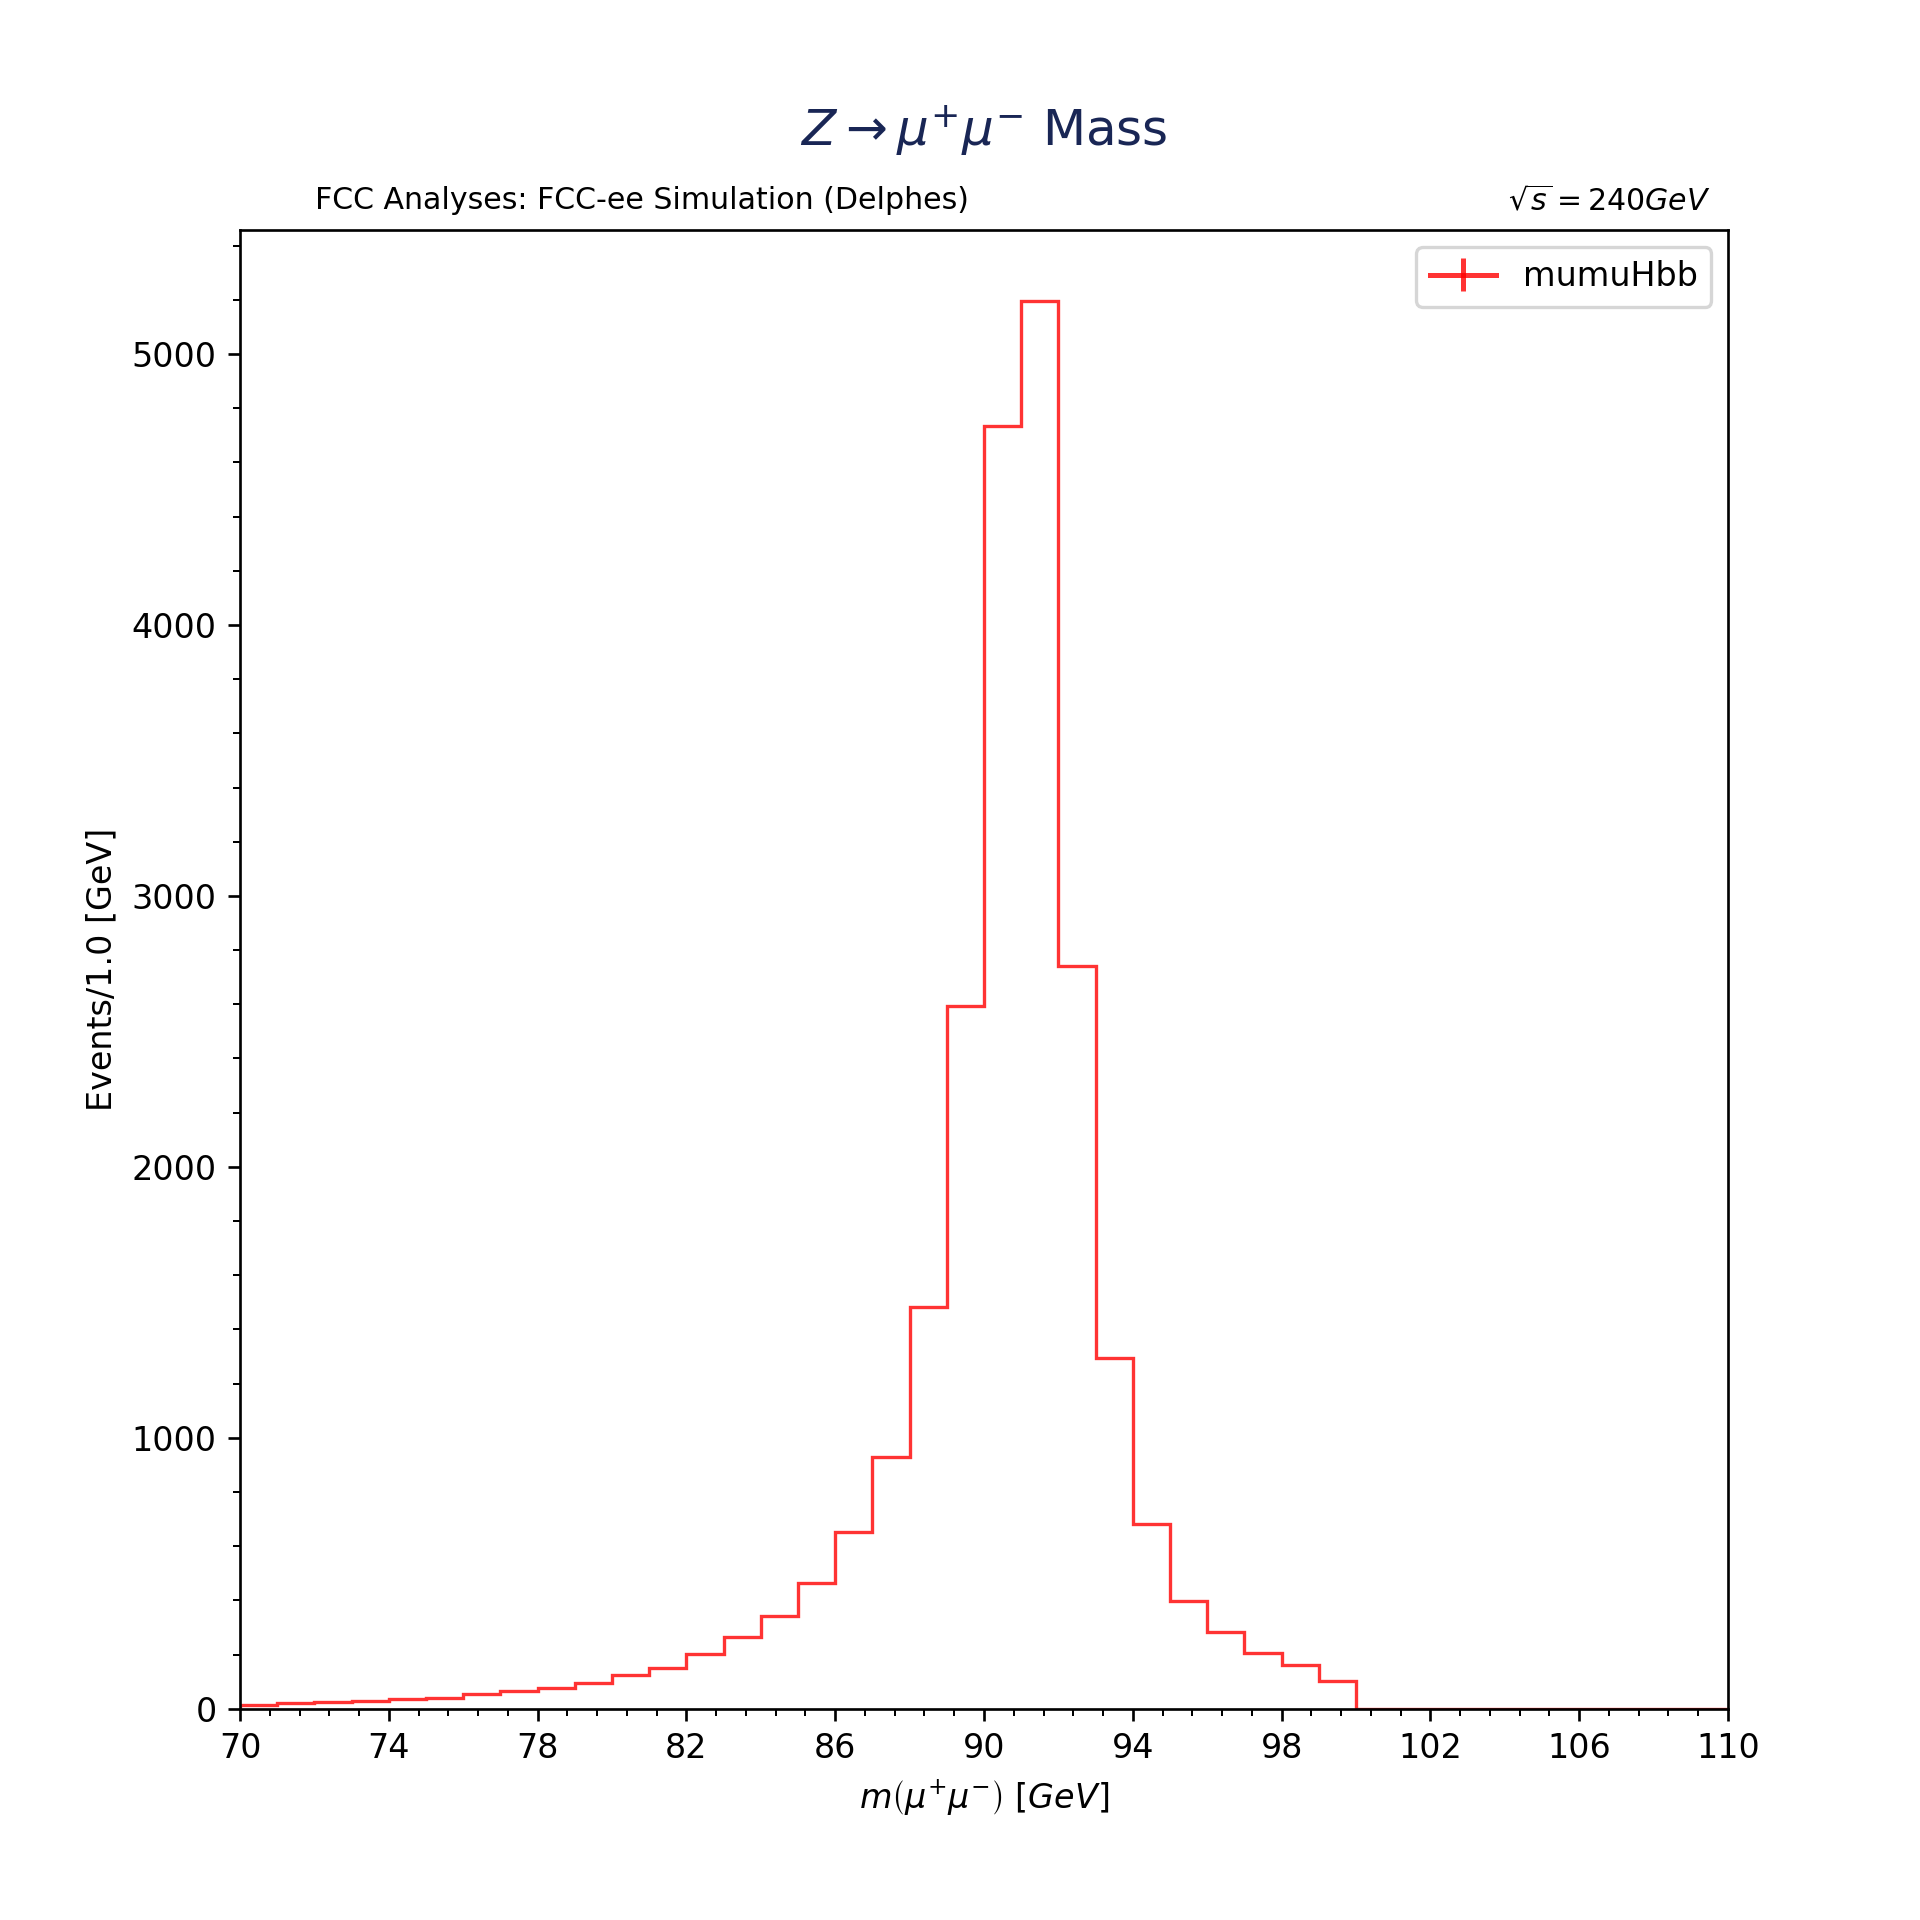 Z → μ⁺μ⁻ Mass
FCC Analyses: FCC-ee Simulation (Delphes)
√s = 240GeV
mumuHbb
5000
4000
3000
2000
1000
0
Events/1.0 [GeV]
70 74 78 82 86 90 94 98 102 106 110
m(μ⁺μ⁻) [GeV]